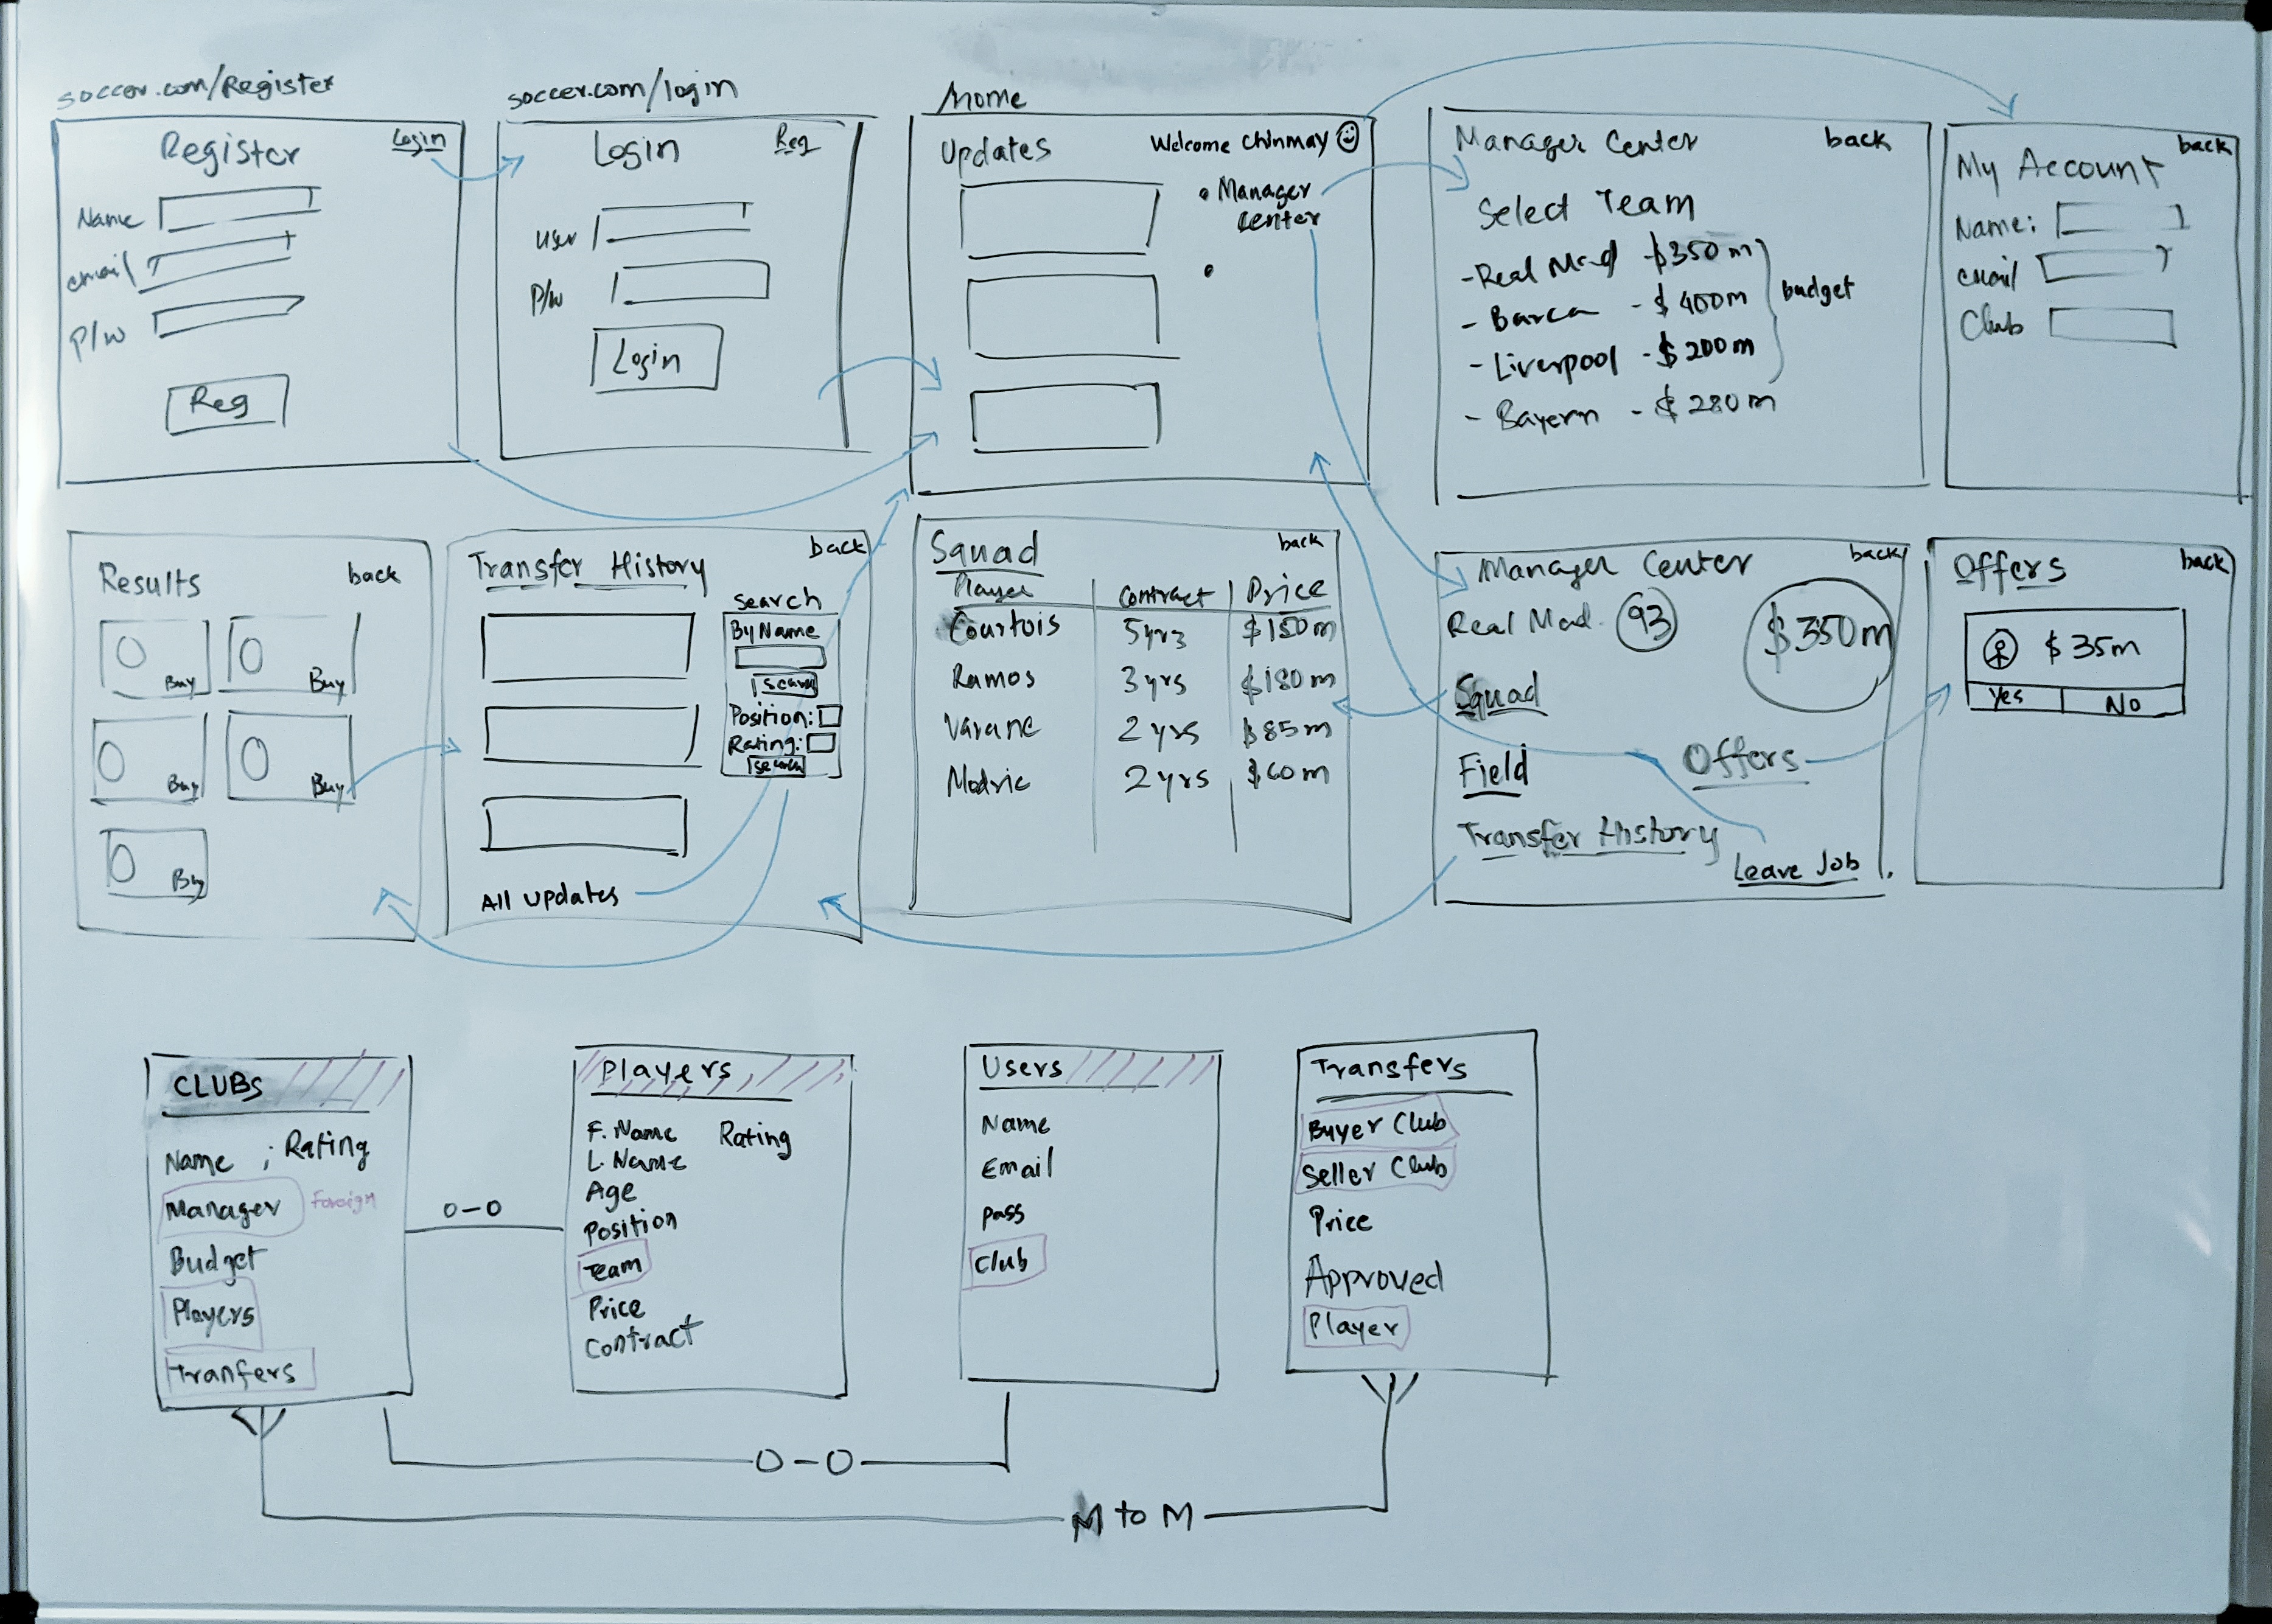 soccer.com/Register
Register
Login
Name
email
P/w
Reg
soccer.com/login
Login
Reg
user
P/w
Login
Home
Updates
Welcome Chinmay
• Manager
Center
•
Manager Center
back
Select Team
- Real Mad - $350m
- Barca - $400m
- Liverpool - $200m
- Bayern - $280m
budget
My Account
back
Name:
email
Club
Results
back
Buy
Buy
Buy
Buy
Buy
Transfer History
back
search
By Name
search
Position:
Rating:
search
All updates
Squad
back
Player Contract Price
Courtois 5yrs $150m
Ramos 3yrs $180m
Varane 2yrs $85m
Modric 2yrs $60m
Manager Center
back
Real Mad. 93
$350m
Squad
Field
Offers
Transfer History
Leave Job
Offers
back
$35m
Yes
No
CLUBS
Name ; Rating
Manager Foreign
Budget
Players
Tranfers
O-O
Players
F. Name Rating
L. Name
Age
Position
Team
Price
Contract
Users
Name
Email
pass
Club
Transfers
Buyer Club
Seller Club
Price
Approved
Player
O-O
M to M